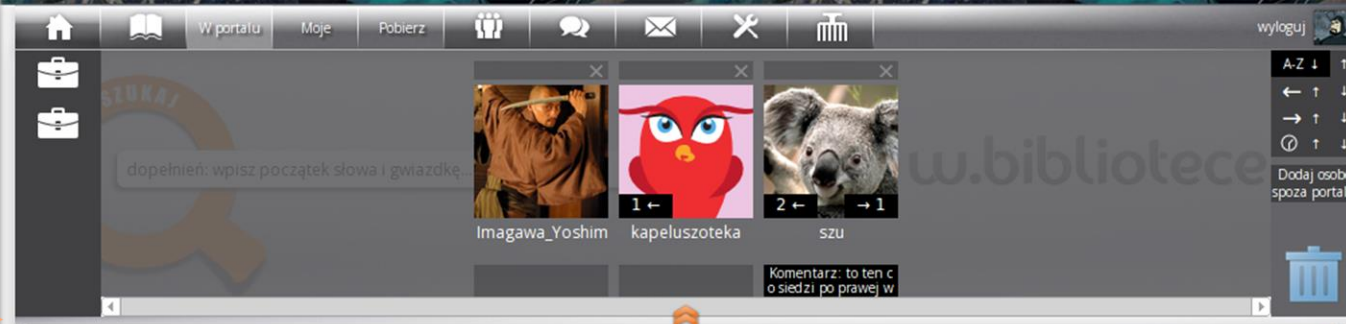 W portalu
Moje
Pobierz
wyloguj
SZUKAJ
dopełnień: wpisz początek słowa i gwiazdkę...
w.bibliotece
A-Z ↓ ↑
← ↑ ↓
→ ↑ ↓
↑ ↓
Dodaj osobę
spoza portal
1 ←
2 ← → 1
Imagawa_Yoshim
kapeluszoteka
szu
Komentarz: to ten c
o siedzi po prawej w